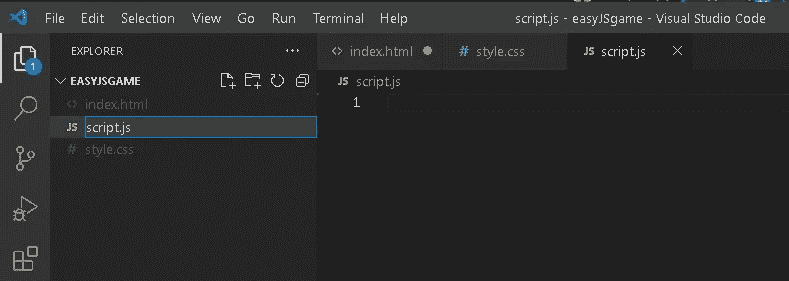 File Edit Selection View Go Run Terminal Help script.js - easyJSgame - Visual Studio Code
EXPLORER ... <> index.html # style.css JS script.js
EASYJSGAME JS script.js
<> index.html 1
JS script.js
# style.css
1